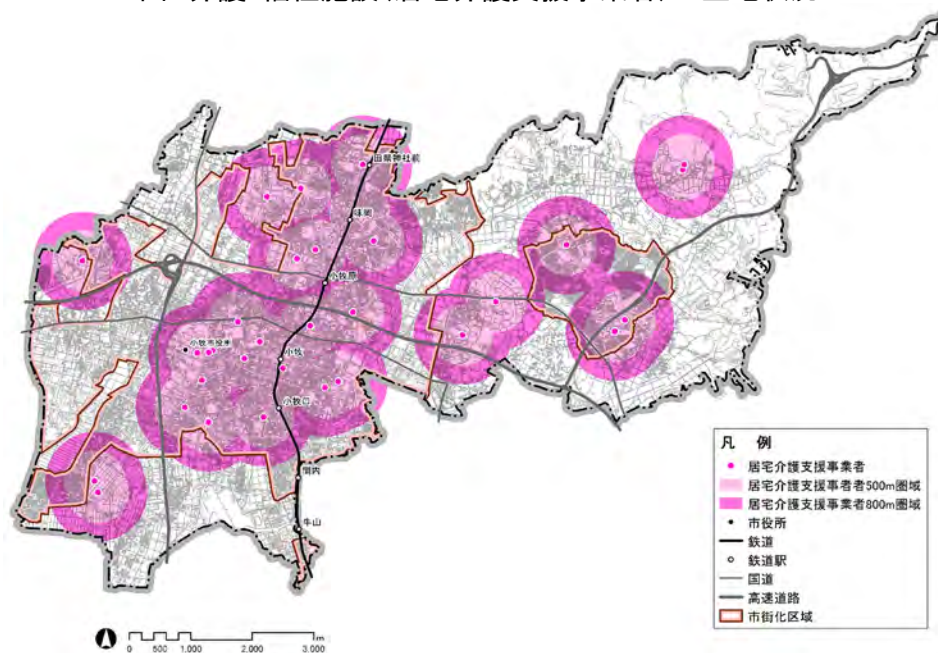 田県神社前
味岡
小牧原
小牧市役所
小牧
小牧口
間内
牛山
凡 例
居宅介護支援事業者
居宅介護支援事者者500m圏域
居宅介護支援事業者800m圏域
市役所
鉄道
鉄道駅
国道
高速道路
市街化区域
0 500 1,000 2,000 3,000 m